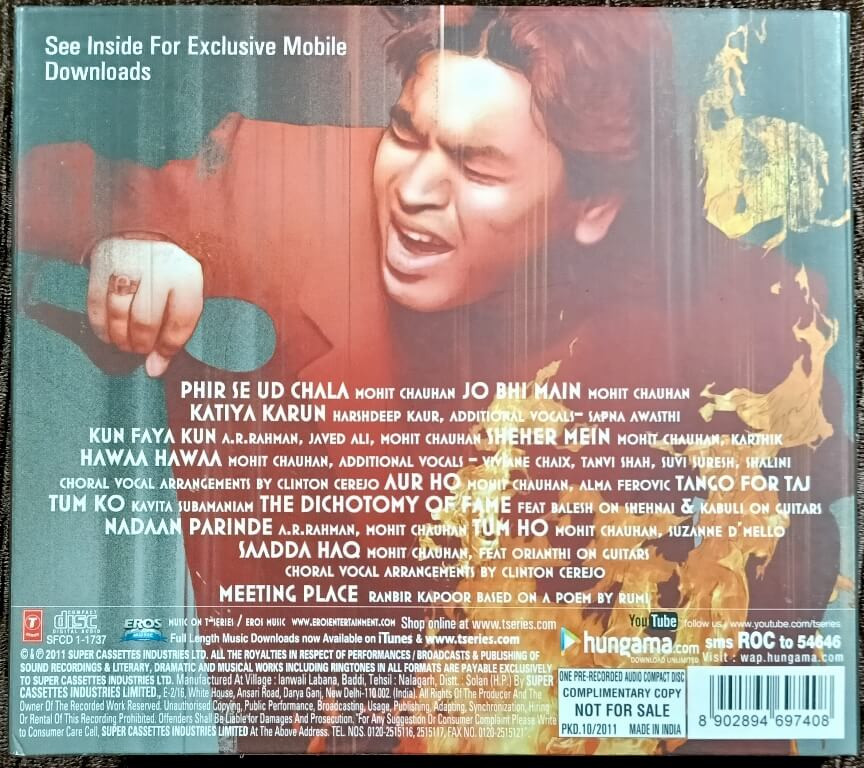 See Inside For Exclusive Mobile
Downloads
PHIR SE UD CHALA MOHIT CHAUHAN JO BHI MAIN MOHIT CHAUHAN
KATIYA KARUN HARSHDEEP KAUR, ADDITIONAL VOCALS- SAPNA AWASTHI
KUN FAYA KUN A.R.RAHMAN, JAVED ALI, MOHIT CHAUHAN SHEHER MEIN MOHIT CHAUHAN, KARTHIK
HAWAA HAWAA MOHIT CHAUHAN, ADDITIONAL VOCALS - VIVIANE CHAIX, TANVI SHAH, SUVI SURESH, SHALINI
CHORAL VOCAL ARRANGEMENTS BY CLINTON CEREJO AUR HO MOHIT CHAUHAN, ALMA FEROVIC TANGO FOR TAJ
TUM KO KAVITA SUBAMANIAM THE DICHOTOMY OF FAME FEAT BALESH ON SHEHNAI & KABULI ON GUITARS
NADAAN PARINDE A.R.RAHMAN, MOHIT CHAUHAN TUM HO MOHIT CHAUHAN, SUZANNE D'MELLO
SAADDA HAQ MOHIT CHAUHAN, FEAT ORIANTHI ON GUITARS
CHORAL VOCAL ARRANGEMENTS BY CLINTON CEREJO
MEETING PLACE RANBIR KAPOOR BASED ON A POEM BY RUMI
T-Series
COMPACT
disc
DIGITAL AUDIO
SFCD 1-1737
EROS
MUSIC
MUSIC ON T-SERIES / EROS MUSIC WWW.EROSENTERTAINMENT.COM Shop online at www.tseries.com
Full Length Music Downloads now Available on iTunes & www.tseries.com
YouTube follow us / www.youtube.com/tseries
hungama.com sms ROC to 54646
DOWNLOAD UNLIMITED Visit : wap.hungama.com
© & ℗ 2011 SUPER CASSETTES INDUSTRIES LTD. ALL THE ROYALTIES IN RESPECT OF PERFORMANCES / BROADCASTS & PUBLISHING OF
SOUND RECORDINGS & LITERARY, DRAMATIC AND MUSICAL WORKS INCLUDING RINGTONES IN ALL FORMATS ARE PAYABLE EXCLUSIVELY
TO SUPER CASSETTES INDUSTRIES LTD. Manufactured At Village : Ianwali Labana, Baddi, Tehsil : Nalagarh, Distt. : Solan (H.P.) By SUPER
CASSETTES INDUSTRIES LIMITED., E-2/16, White House, Ansari Road, Darya Ganj, New Delhi-110 002. (India). All Rights Of The Producer And The
Owner Of The Recorded Work Reserved. Unauthorised Copying, Public Performance, Broadcasting, Usage, Publishing, Adapting, Synchronization, Hiring
Or Rental Of This Recording Prohibited. Offenders Shall Be Liable for Damages And Prosecution. "For Any Suggestion Or Consumer Complaint Please Write
to Consumer Care Cell, SUPER CASSETTES INDUSTRIES LIMITED At The Above Address. TEL. NOS. 0120-2515116, 2515117, FAX NO. 0120-2515121".
ONE PRE-RECORDED AUDIO COMPACT DISC
COMPLIMENTARY COPY
NOT FOR SALE
PKD.10/2011 MADE IN INDIA
8 902894 697408